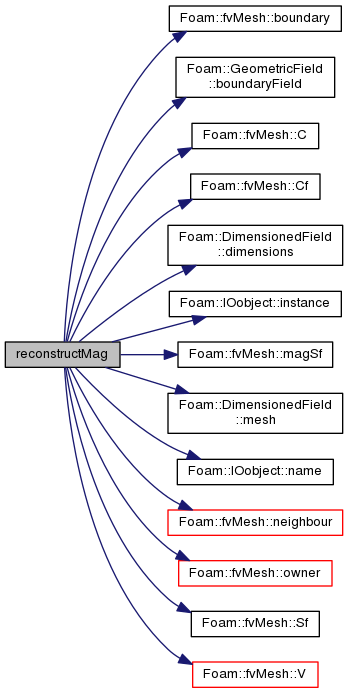 Foam::fvMesh::boundary
Foam::GeometricField
::boundaryField
Foam::fvMesh::C
Foam::fvMesh::Cf
Foam::DimensionedField
::dimensions
Foam::IOobject::instance
reconstructMag
Foam::fvMesh::magSf
Foam::DimensionedField
::mesh
Foam::IOobject::name
Foam::fvMesh::neighbour
Foam::fvMesh::owner
Foam::fvMesh::Sf
Foam::fvMesh::V